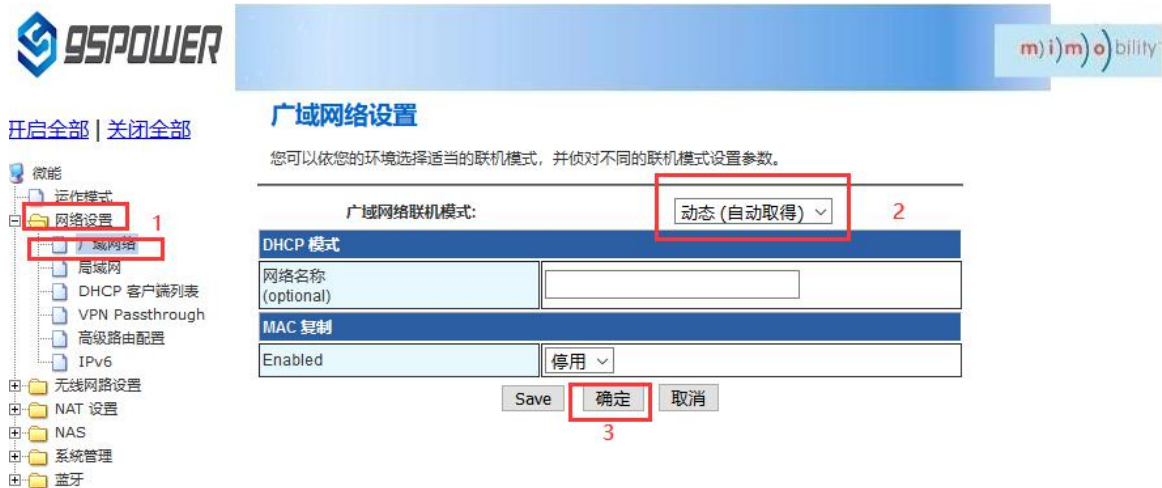 95POWER
m)i)m)o)bility
开启全部 | 关闭全部
微能
运作模式
网络设置
1
广域网络
局域网
DHCP 客户端列表
VPN Passthrough
高级路由配置
IPv6
无线网路设置
NAT 设置
NAS
系统管理
蓝牙
广域网络设置
您可以依您的环境选择适当的联机模式，并侦对不同的联机模式设置参数。
广域网络联机模式:
动态 (自动取得)
2
DHCP 模式
网络名称
(optional)
MAC 复制
Enabled
停用
Save 确定 取消
3